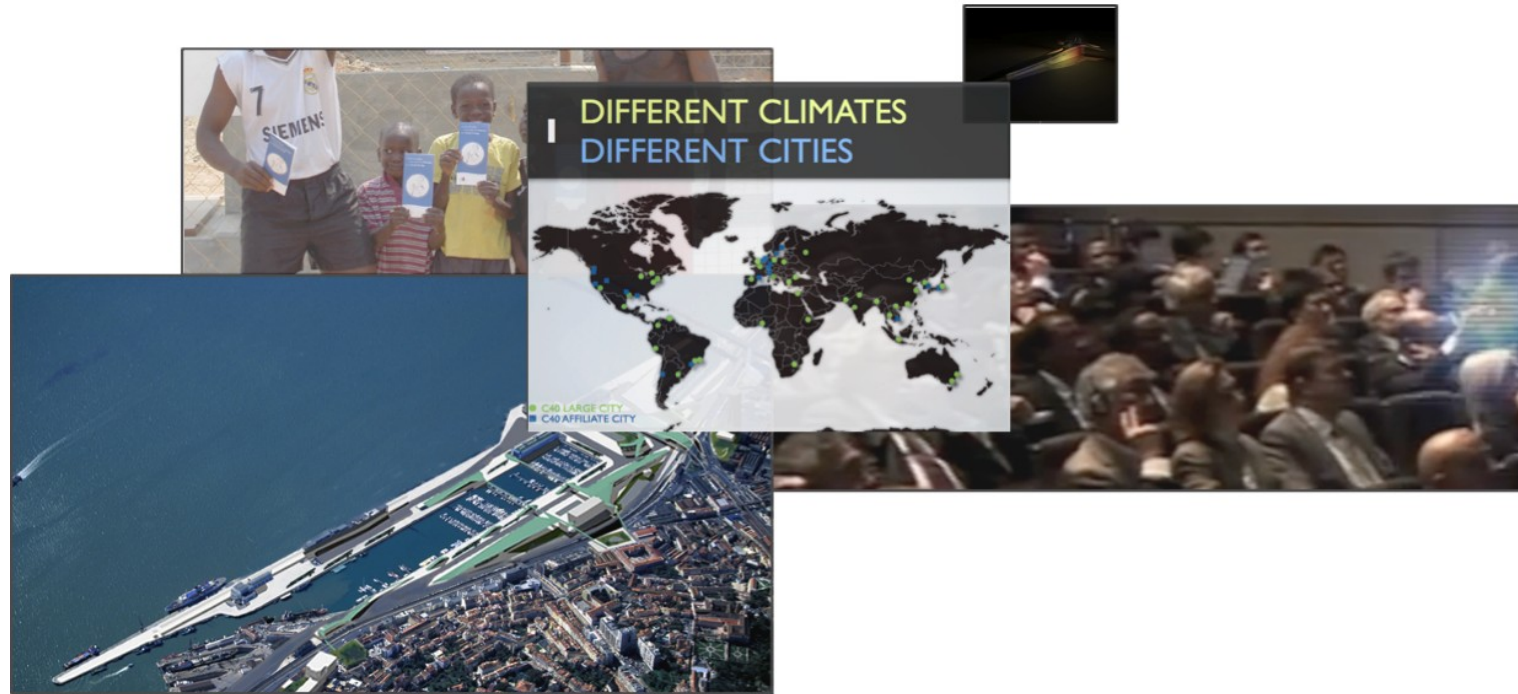 7
SIEMENS
I
DIFFERENT CLIMATES
DIFFERENT CITIES
C40 LARGE CITY
C40 AFFILIATE CITY